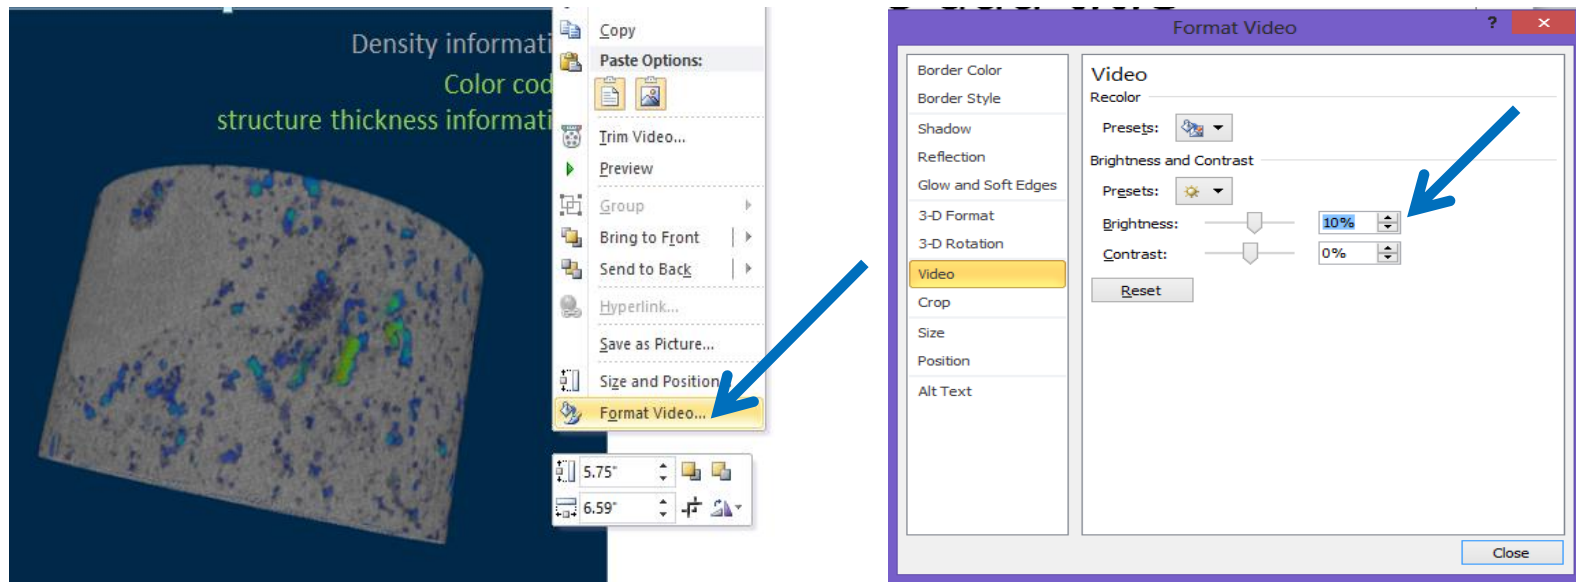 Density informati
Color cod
structure thickness informati
Copy
Paste Options:
Trim Video...
Preview
Group
Bring to Front
Send to Back
Hyperlink...
Save as Picture...
Size and Position
Format Video...
5.75"
6.59"
Format Video
?
Border Color
Border Style
Shadow
Reflection
Glow and Soft Edges
3-D Format
3-D Rotation
Video
Crop
Size
Position
Alt Text
Video
Recolor
Presets:
Brightness and Contrast
Presets:
Brightness:
10%
Contrast:
0%
Reset
Close